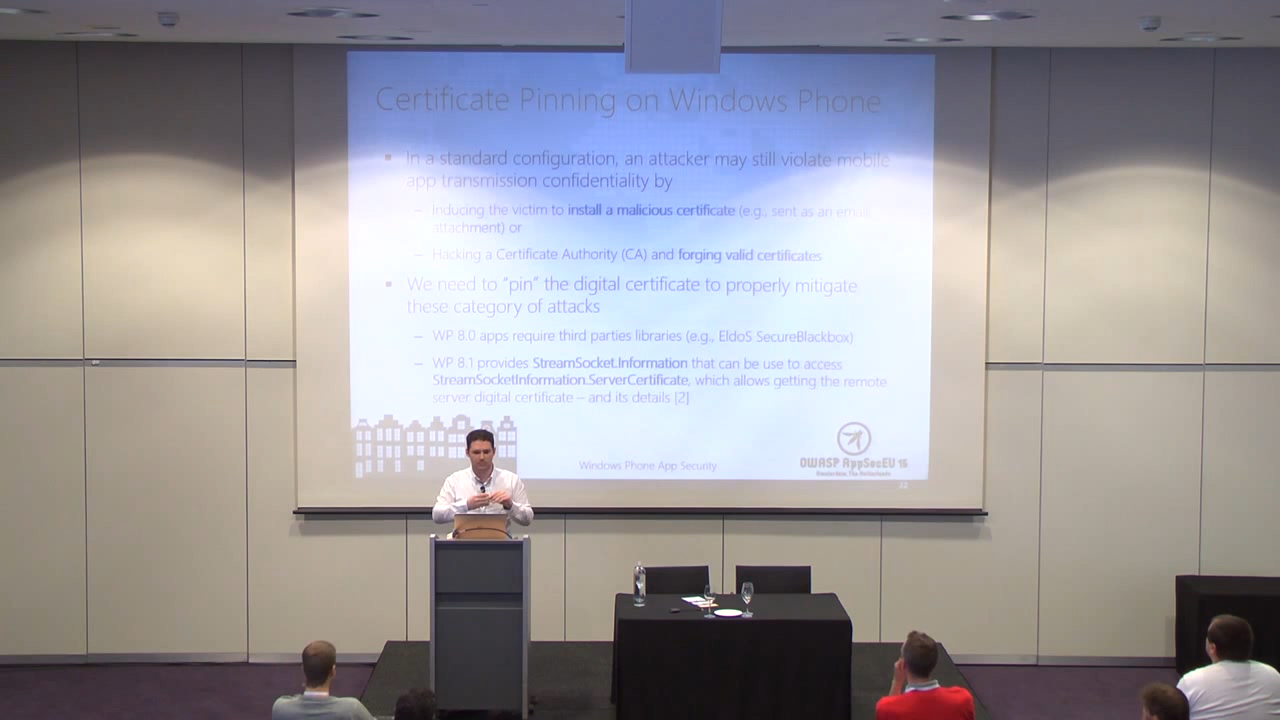 Certificate Pinning on Windows Phone
In a standard configuration, an attacker may still violate mobile
app transmission confidentiality by
– Inducing the victim to install a malicious certificate (e.g., sent as an email
attachment) or
– Hacking a Certificate Authority (CA) and forging valid certificates
We need to “pin” the digital certificate to properly mitigate
these category of attacks
– WP 8.0 apps require third parties libraries (e.g., EldoS SecureBlackbox)
– WP 8.1 provides StreamSocket.Information that can be use to access
StreamSocketInformation.ServerCertificate, which allows getting the remote
server digital certificate – and its details [2]
Windows Phone App Security
OWASP AppSecEU 15
Amsterdam, The Netherlands
32